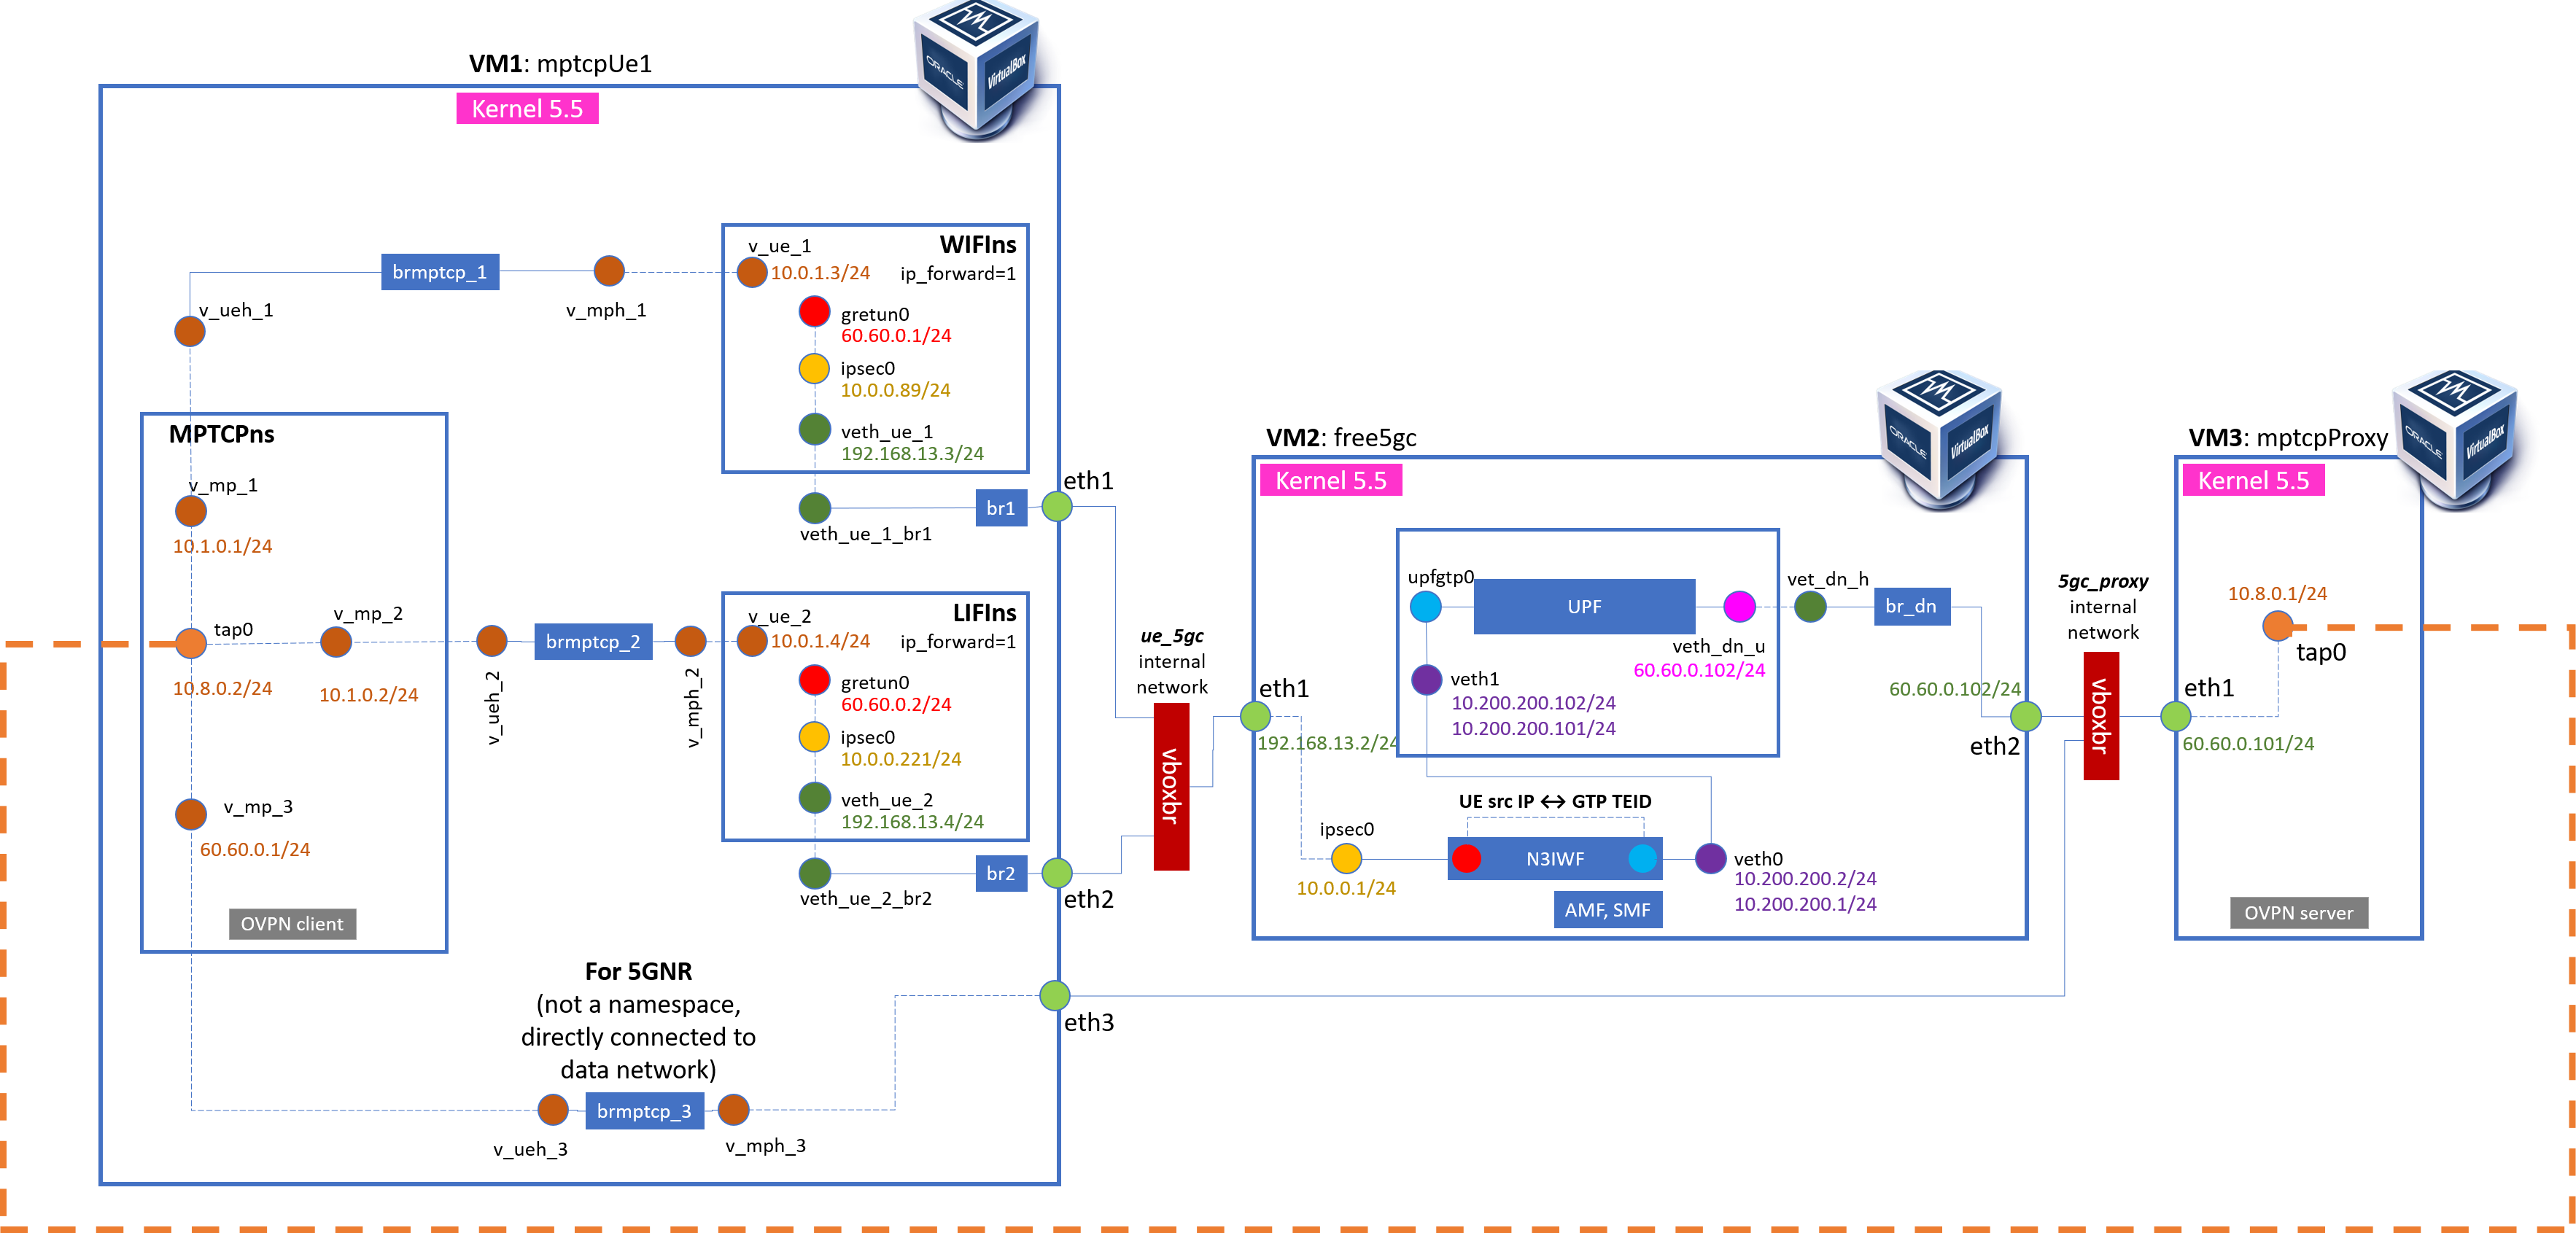 VM1: mptcpUe1
Kernel 5.5
ORACLE
VirtualBox
WIFIns
ip_forward=1
v_ue_1
10.0.1.3/24
gretun0
60.60.0.1/24
ipsec0
10.0.0.89/24
veth_ue_1
192.168.13.3/24
brmptcp_1
v_ueh_1
v_mph_1
MPTCPns
v_mp_1
10.1.0.1/24
tap0
10.8.0.2/24
v_mp_2
10.1.0.2/24
v_mp_3
60.60.0.1/24
OVPN client
v_ueh_2
brmptcp_2
v_mph_2
veth_ue_1_br1
br1
eth1
LIFIns
ip_forward=1
v_ue_2
10.0.1.4/24
gretun0
60.60.0.2/24
ipsec0
10.0.0.221/24
veth_ue_2
192.168.13.4/24
veth_ue_2_br2
br2
eth2
For 5GNR
(not a namespace,
directly connected to
data network)
v_ueh_3
brmptcp_3
v_mph_3
eth3
ue_5gc
internal
network
vboxbr
VM2: free5gc
Kernel 5.5
ORACLE
VirtualBox
eth1
192.168.13.2/24
upfgtp0
UPF
veth_dn_u
60.60.0.102/24
veth1
10.200.200.102/24
10.200.200.101/24
vet_dn_h
br_dn
60.60.0.102/24
eth2
UE src IP ↔ GTP TEID
ipsec0
10.0.0.1/24
N3IWF
AMF, SMF
veth0
10.200.200.2/24
10.200.200.1/24
5gc_proxy
internal
network
vboxbr
VM3: mptcpProxy
Kernel 5.5
ORACLE
VirtualBox
10.8.0.1/24
tap0
eth1
60.60.0.101/24
OVPN server